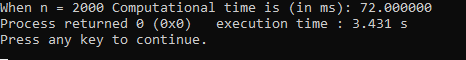 When n = 2000 Computational time is (in ms): 72.000000
Process returned 0 (0x0)   execution time : 3.431 s
Press any key to continue.